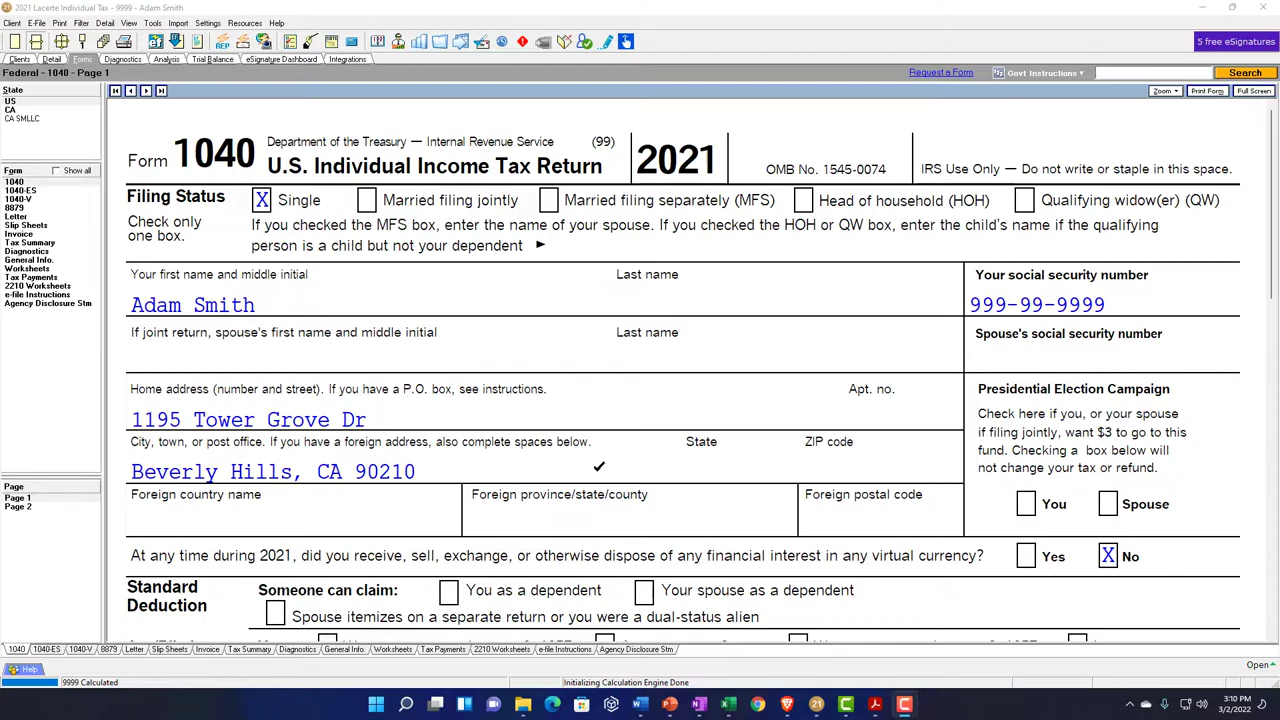 2021 Lacerte Individual Tax - 9999 - Adam Smith
Client E-File Print Filter Detail View Tools Import Settings Resources Help
REP
5 free eSignatures
Clients Detail Forms Diagnostics Analysis Trial Balance eSignature Dashboard Integrations
Federal - 1040 - Page 1
Request a Form
Govt Instructions
Search
State
Zoom
Print Form
Full Screen
US
CA
CA SMLLC
Form
Show all
1040
1040-ES
1040-V
8879
Letter
Slip Sheets
Invoice
Tax Summary
Diagnostics
General Info.
Worksheets
Tax Payments
2210 Worksheets
e-file Instructions
Agency Disclosure Stm
Page
Page 1
Page 2
Form 1040
Department of the Treasury — Internal Revenue Service (99)
U.S. Individual Income Tax Return
2021
OMB No. 1545-0074
IRS Use Only — Do not write or staple in this space.
Filing Status
Check only
one box.
X Single Married filing jointly Married filing separately (MFS) Head of household (HOH) Qualifying widow(er) (QW)
If you checked the MFS box, enter the name of your spouse. If you checked the HOH or QW box, enter the child's name if the qualifying
person is a child but not your dependent
Your first name and middle initial
Last name
Your social security number
Adam Smith
999-99-9999
If joint return, spouse's first name and middle initial
Last name
Spouse's social security number
Home address (number and street). If you have a P.O. box, see instructions.
Apt. no.
1195 Tower Grove Dr
City, town, or post office. If you have a foreign address, also complete spaces below.
State
ZIP code
Beverly Hills, CA 90210
Foreign country name
Foreign province/state/county
Foreign postal code
Presidential Election Campaign
Check here if you, or your spouse
if filing jointly, want $3 to go to this
fund. Checking a box below will
not change your tax or refund.
You Spouse
At any time during 2021, did you receive, sell, exchange, or otherwise dispose of any financial interest in any virtual currency?
Yes X No
Standard
Deduction
Someone can claim: You as a dependent Your spouse as a dependent
Spouse itemizes on a separate return or you were a dual-status alien
1040 1040-ES 1040-V 8879 Letter Slip Sheets Invoice Tax Summary Diagnostics General Info. Worksheets Tax Payments 2210 Worksheets e-file Instructions Agency Disclosure Stm
Help
Open
9999 Calculated
Initializing Calculation Engine Done
3:10 PM
3/2/2022